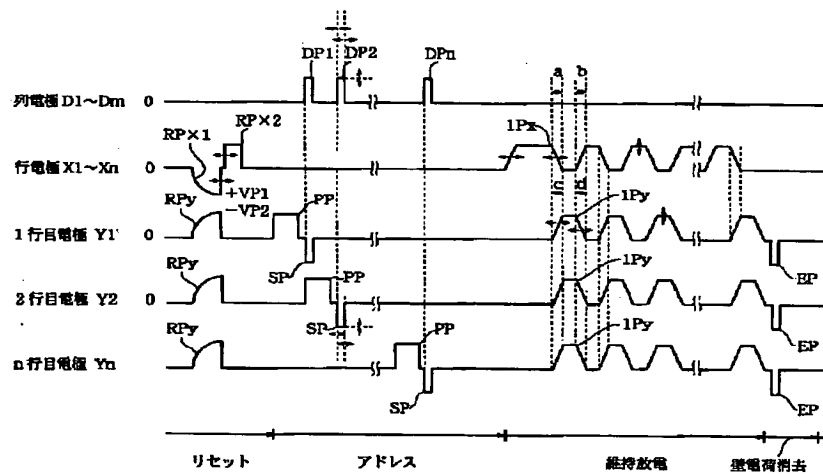 DP1 DP2 DPn a b
列電極 D1~Dm 0
RP×1 RP×2 1Px
行電極 X1~Xn 0
+VP1
-VP2
c d
RPy PP 1Py
1行目電極 Y1 0
SP EP
RPy PP 1Py
2行目電極 Y2 0
SP EP
RPy PP 1Py
n行目電極 Yn
SP EP
リセット アドレス 維持放電 壁電荷消去